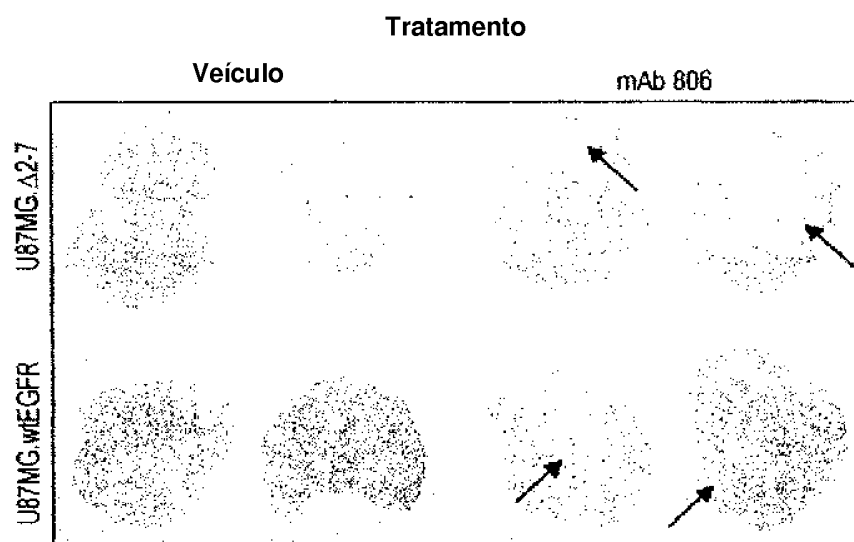 Tratamento
Veículo
mAb 806
U87MG.Δ2-7
U87MG.wtEGFR